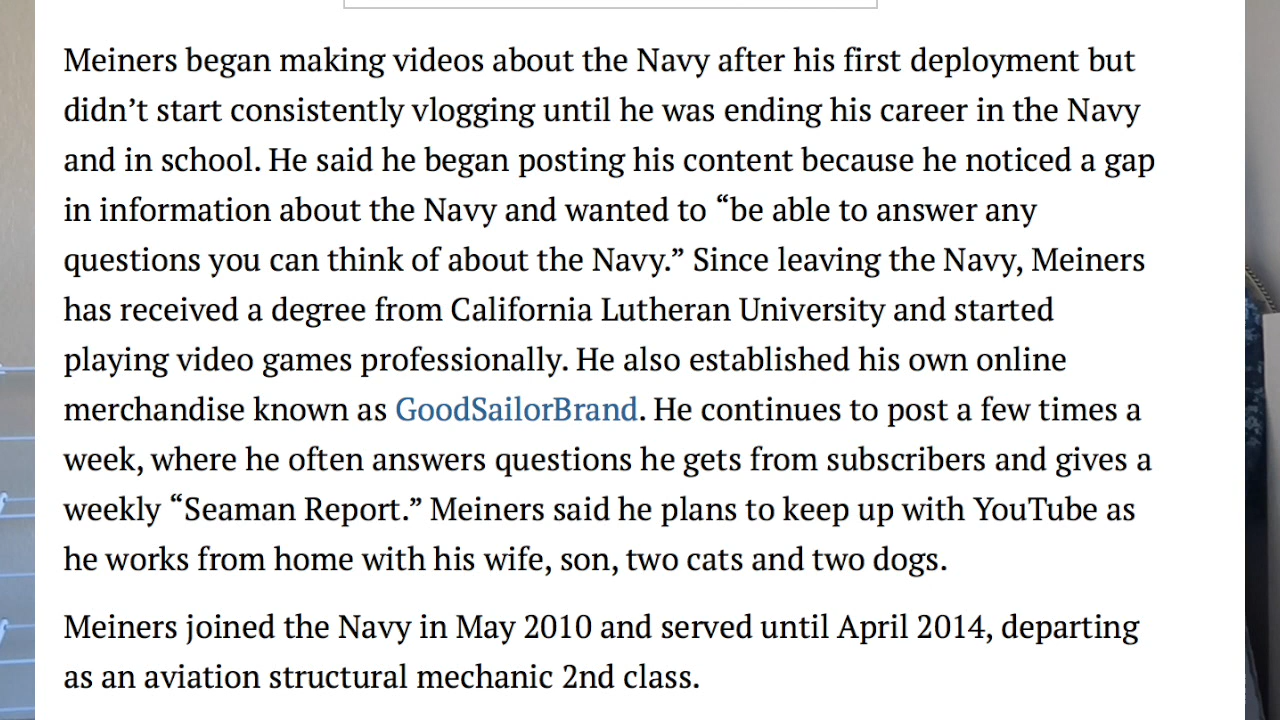 Meiners began making videos about the Navy after his first deployment but
didn’t start consistently vlogging until he was ending his career in the Navy
and in school. He said he began posting his content because he noticed a gap
in information about the Navy and wanted to “be able to answer any
questions you can think of about the Navy.” Since leaving the Navy, Meiners
has received a degree from California Lutheran University and started
playing video games professionally. He also established his own online
merchandise known as GoodSailorBrand. He continues to post a few times a
week, where he often answers questions he gets from subscribers and gives a
weekly “Seaman Report.” Meiners said he plans to keep up with YouTube as
he works from home with his wife, son, two cats and two dogs.
Meiners joined the Navy in May 2010 and served until April 2014, departing
as an aviation structural mechanic 2nd class.